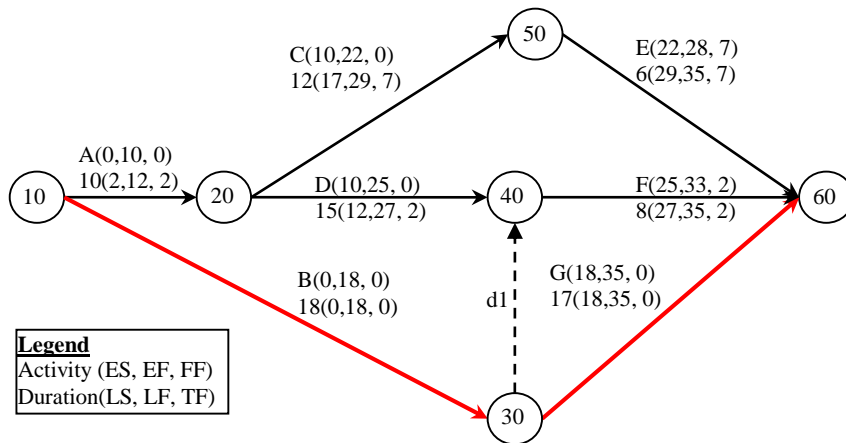 50
C(10,22, 0)
12(17,29, 7)
E(22,28, 7)
6(29,35, 7)
A(0,10, 0)
10(2,12, 2)
10
20
D(10,25, 0)
15(12,27, 2)
40
F(25,33, 2)
8(27,35, 2)
60
B(0,18, 0)
18(0,18, 0)
d1
G(18,35, 0)
17(18,35, 0)
30
Legend
Activity (ES, EF, FF)
Duration(LS, LF, TF)